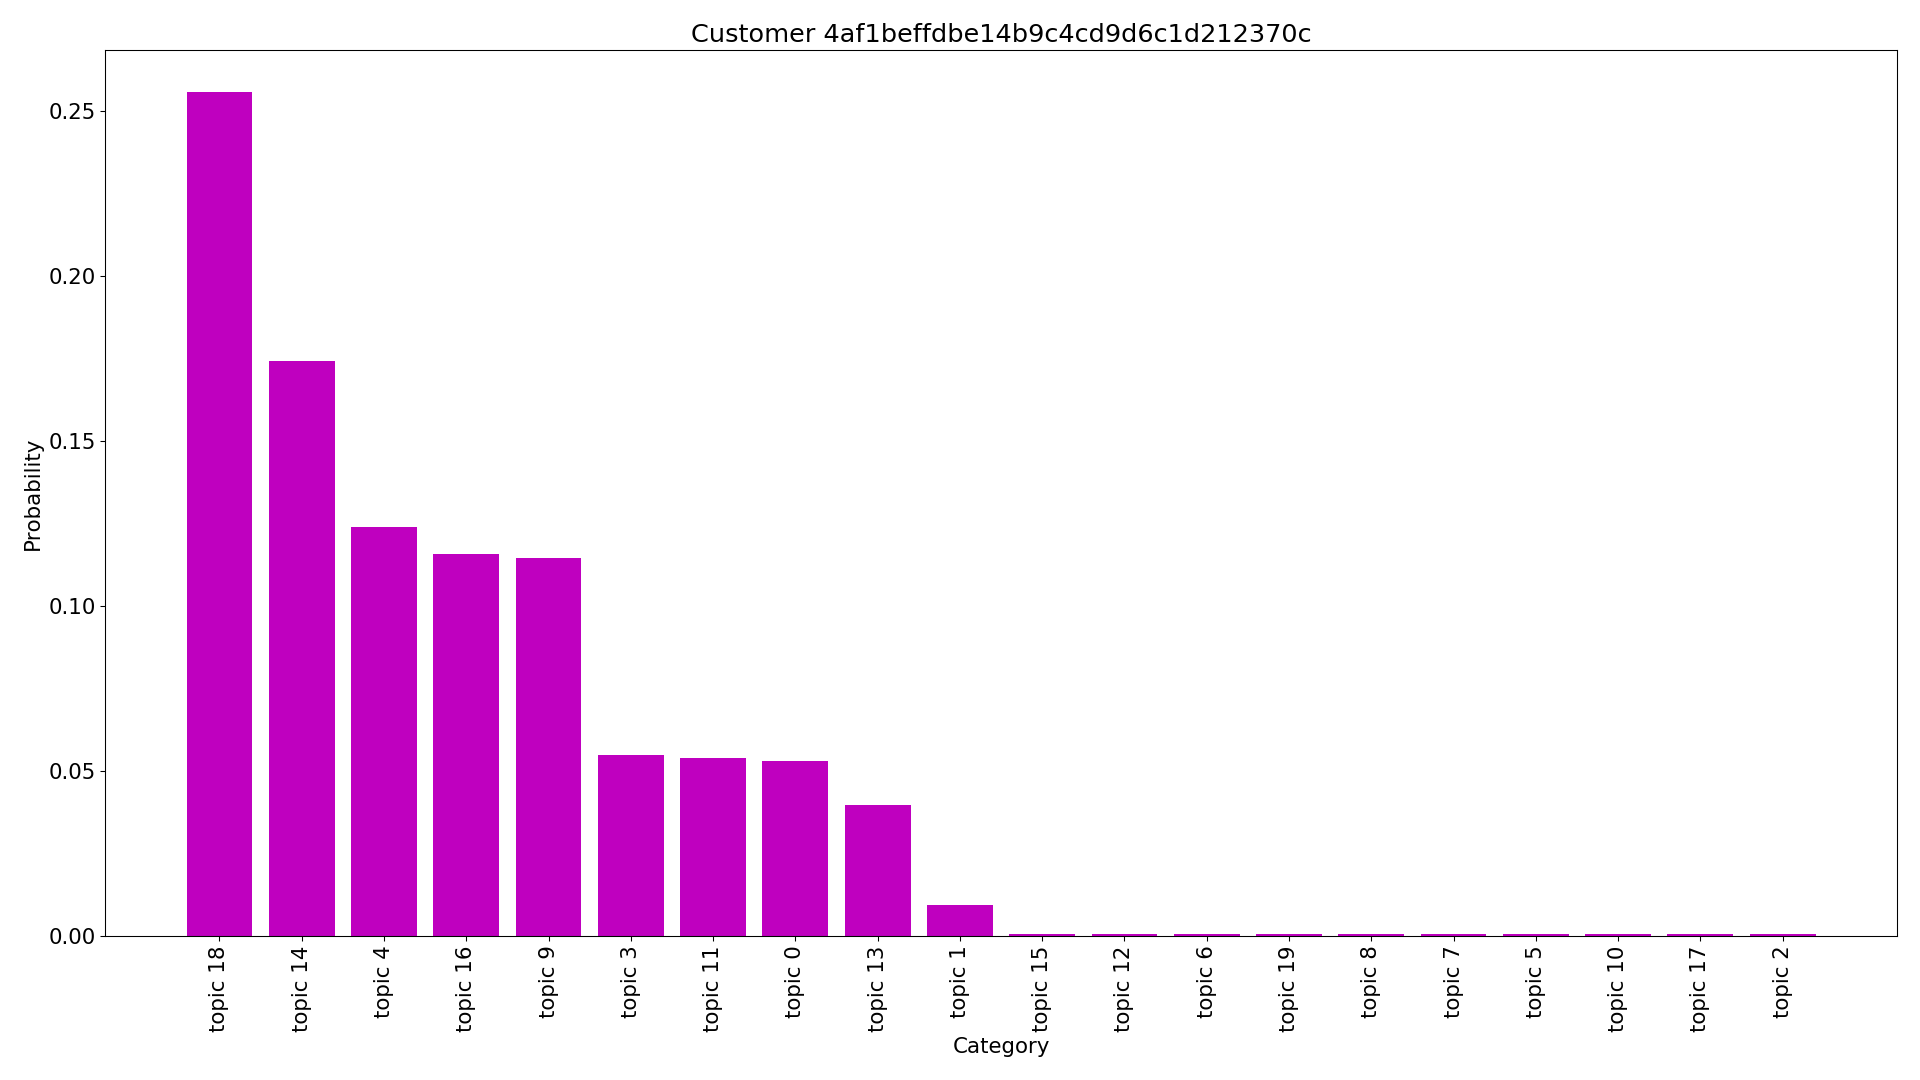 Customer 4af1beffdbe14b9c4cd9d6c1d212370c
Probability
0.25
0.20
0.15
0.10
0.05
0.00
topic 18
topic 14
topic 4
topic 16
topic 9
topic 3
topic 11
topic 0
topic 13
topic 1
topic 15
topic 12
topic 6
topic 19
topic 8
topic 7
topic 5
topic 10
topic 17
topic 2
Category